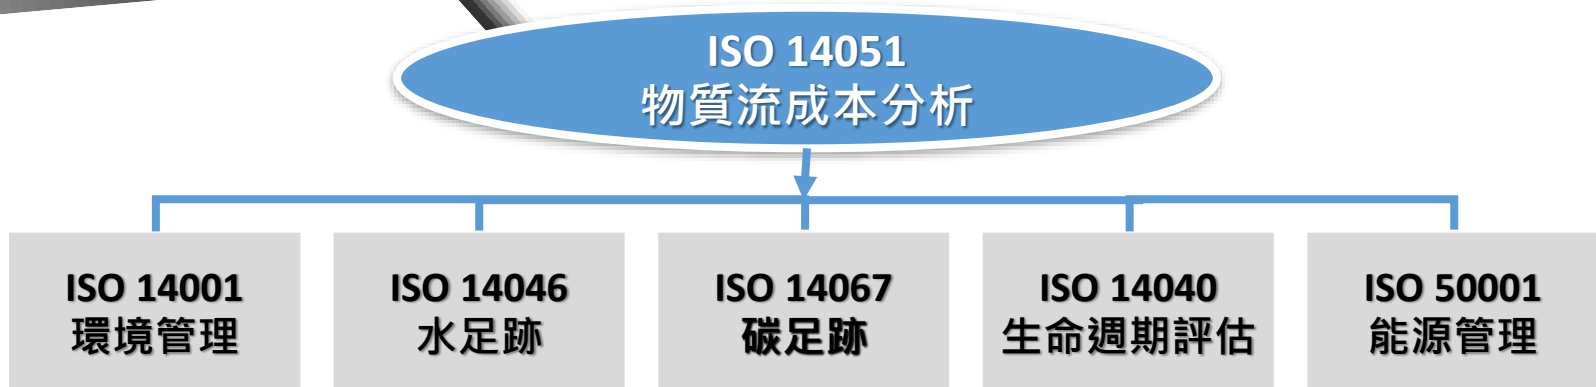 ISO 14051
物質流成本分析
ISO 14001
環境管理
ISO 14046
水足跡
ISO 14067
碳足跡
ISO 14040
生命週期評估
ISO 50001
能源管理